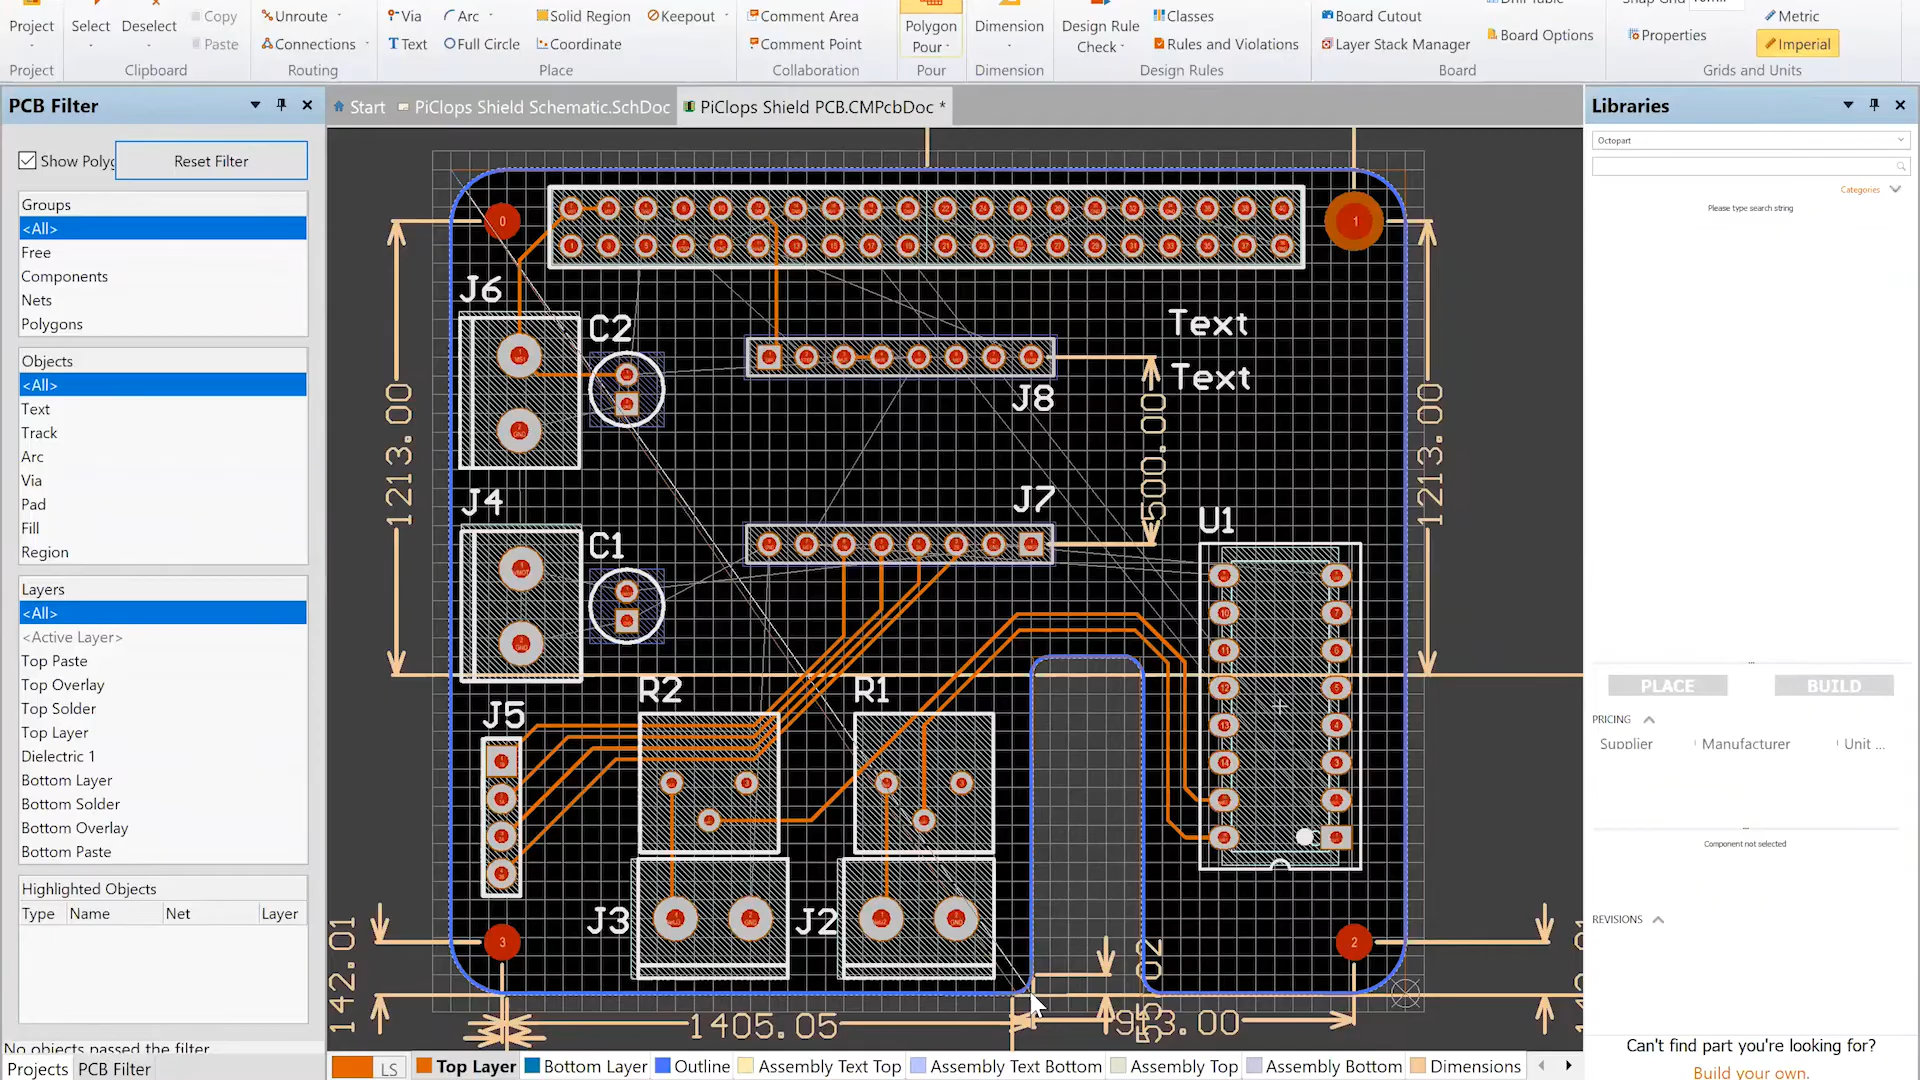 Project
Select
Deselect
Copy
Paste
Project
Clipboard
Unroute
Connections
Routing
Via
Arc
Text
Full Circle
Solid Region
Keepout
Coordinate
Place
Comment Area
Comment Point
Collaboration
Polygon
Pour
Pour
Dimension
Dimension
Design Rule
Check
Classes
Rules and Violations
Design Rules
Board Cutout
Layer Stack Manager
Board Options
Board
Properties
Metric
Imperial
Grids and Units
PCB Filter
Reset Filter
Groups
<All>
Free
Components
Nets
Polygons
Objects
<All>
Text
Track
Arc
Via
Pad
Fill
Region
Layers
<All>
<Active Layer>
Top Paste
Top Overlay
Top Solder
Top Layer
Dielectric 1
Bottom Layer
Bottom Solder
Bottom Overlay
Bottom Paste
Highlighted Objects
Type Name Net Layer
No objects passed the filter
Projects PCB Filter
Start
PiClops Shield Schematic.SchDoc
PiClops Shield PCB.CMPcbDoc *
0
1
J6
C2
Text
Text
J8
1213.00
500.00
1213.00
J4
C1
J7
U1
J5
R2
R1
J3
J2
3
2
142.01
1405.05
LS
Top Layer
Bottom Layer
Outline
Assembly Text Top
Assembly Text Bottom
Assembly Top
Assembly Bottom
Dimensions
Libraries
Octopart
Categories
Please type search string
PLACE
BUILD
PRICING
Supplier
Manufacturer
Unit ...
Component not selected
REVISIONS
Can't find part you're looking for?
Build your own.